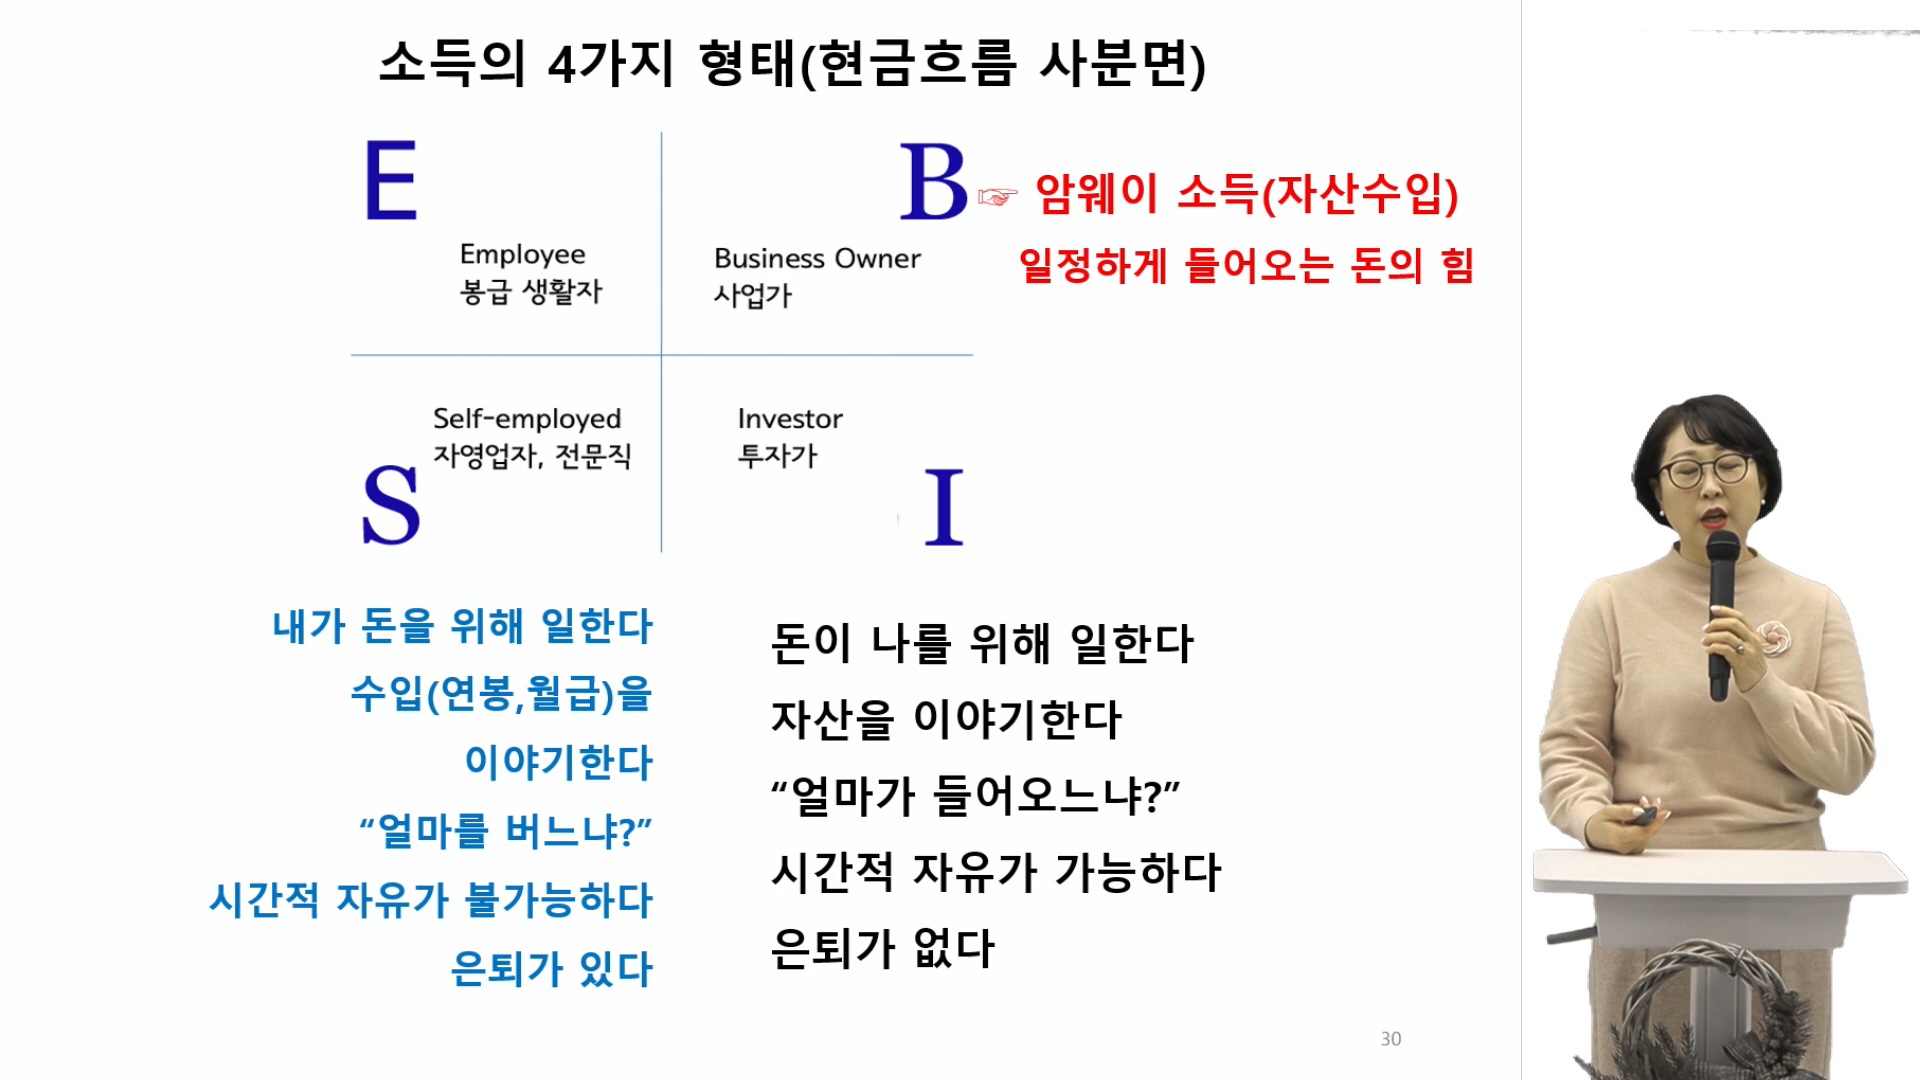 소득의 4가지 형태(현금흐름 사분면)
E
B
☞ 암웨이 소득(자산수입)
일정하게 들어오는 돈의 힘
Employee
봉급 생활자
Business Owner
사업가
Self-employed
자영업자, 전문직
Investor
투자가
S
I
내가 돈을 위해 일한다
수입(연봉,월급)을
이야기한다
“얼마를 버느냐?”
시간적 자유가 불가능하다
은퇴가 있다
돈이 나를 위해 일한다
자산을 이야기한다
“얼마가 들어오느냐?”
시간적 자유가 가능하다
은퇴가 없다
30